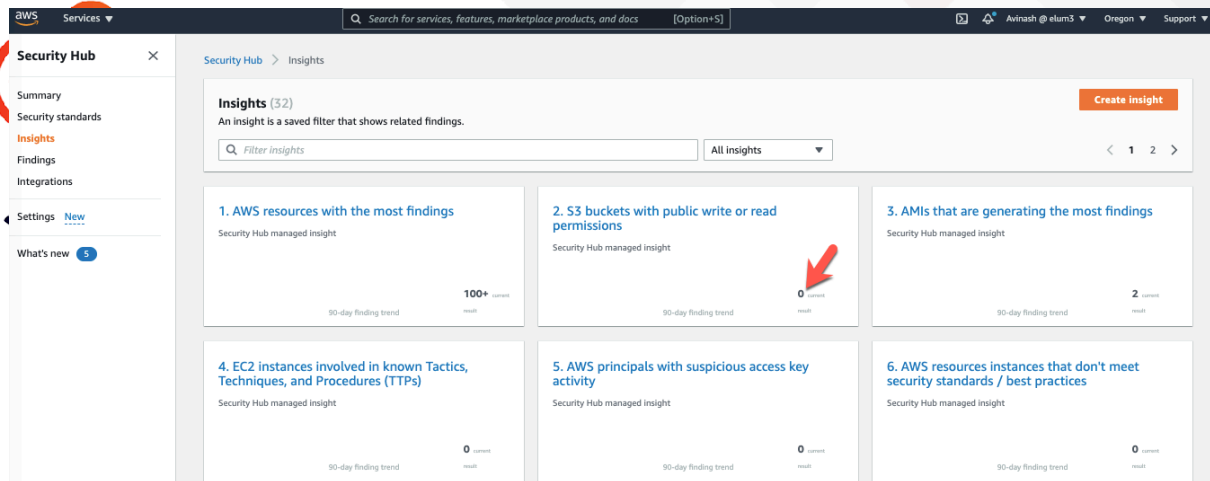 aws
Services ▼
Search for services, features, marketplace products, and docs [Option+S]
Avinash @ elum3 ▼
Oregon ▼
Support ▼
Security Hub
Summary
Security standards
Insights
Findings
Integrations
Settings New
What's new 5
Security Hub > Insights
Insights (32)
Create insight
An insight is a saved filter that shows related findings.
Filter insights
All insights ▼
< 1 2 >
1. AWS resources with the most findings
Security Hub managed insight
100+ current
90-day finding trend
result
2. S3 buckets with public write or read
permissions
Security Hub managed insight
0 current
90-day finding trend
result
3. AMIs that are generating the most findings
Security Hub managed insight
2 current
90-day finding trend
result
4. EC2 instances involved in known Tactics,
Techniques, and Procedures (TTPs)
Security Hub managed insight
0 current
90-day finding trend
result
5. AWS principals with suspicious access key
activity
Security Hub managed insight
0 current
90-day finding trend
result
6. AWS resources instances that don't meet
security standards / best practices
Security Hub managed insight
0 current
90-day finding trend
result